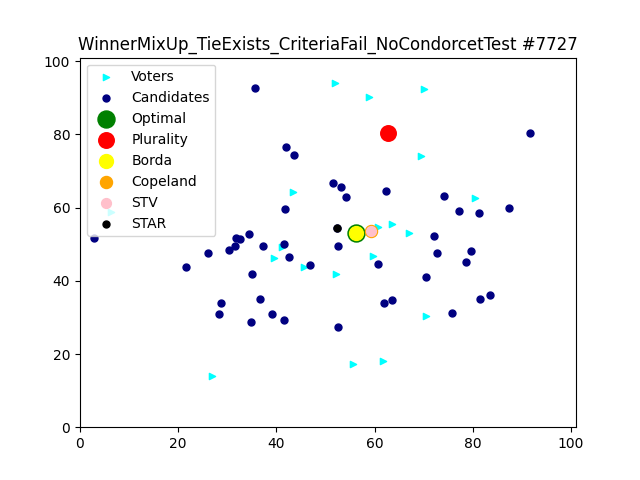 WinnerMixUp_TieExists_CriteriaFail_NoCondorcetTest #7727
100
80
60
40
20
0
Voters
Candidates
Optimal
Plurality
Borda
Copeland
STV
STAR
0 20 40 60 80 100